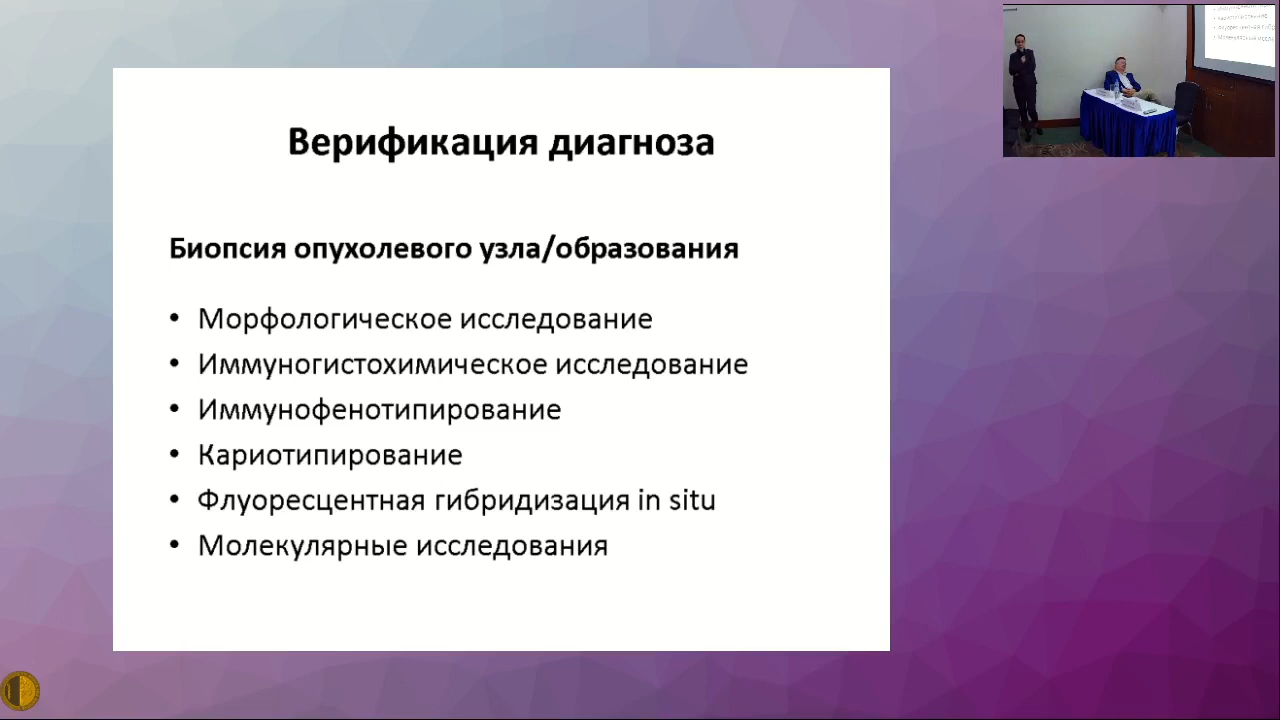 Верификация диагноза
Биопсия опухолевого узла/образования
• Морфологическое исследование
• Иммуногистохимическое исследование
• Иммунофенотипирование
• Кариотипирование
• Флуоресцентная гибридизация in situ
• Молекулярные исследования